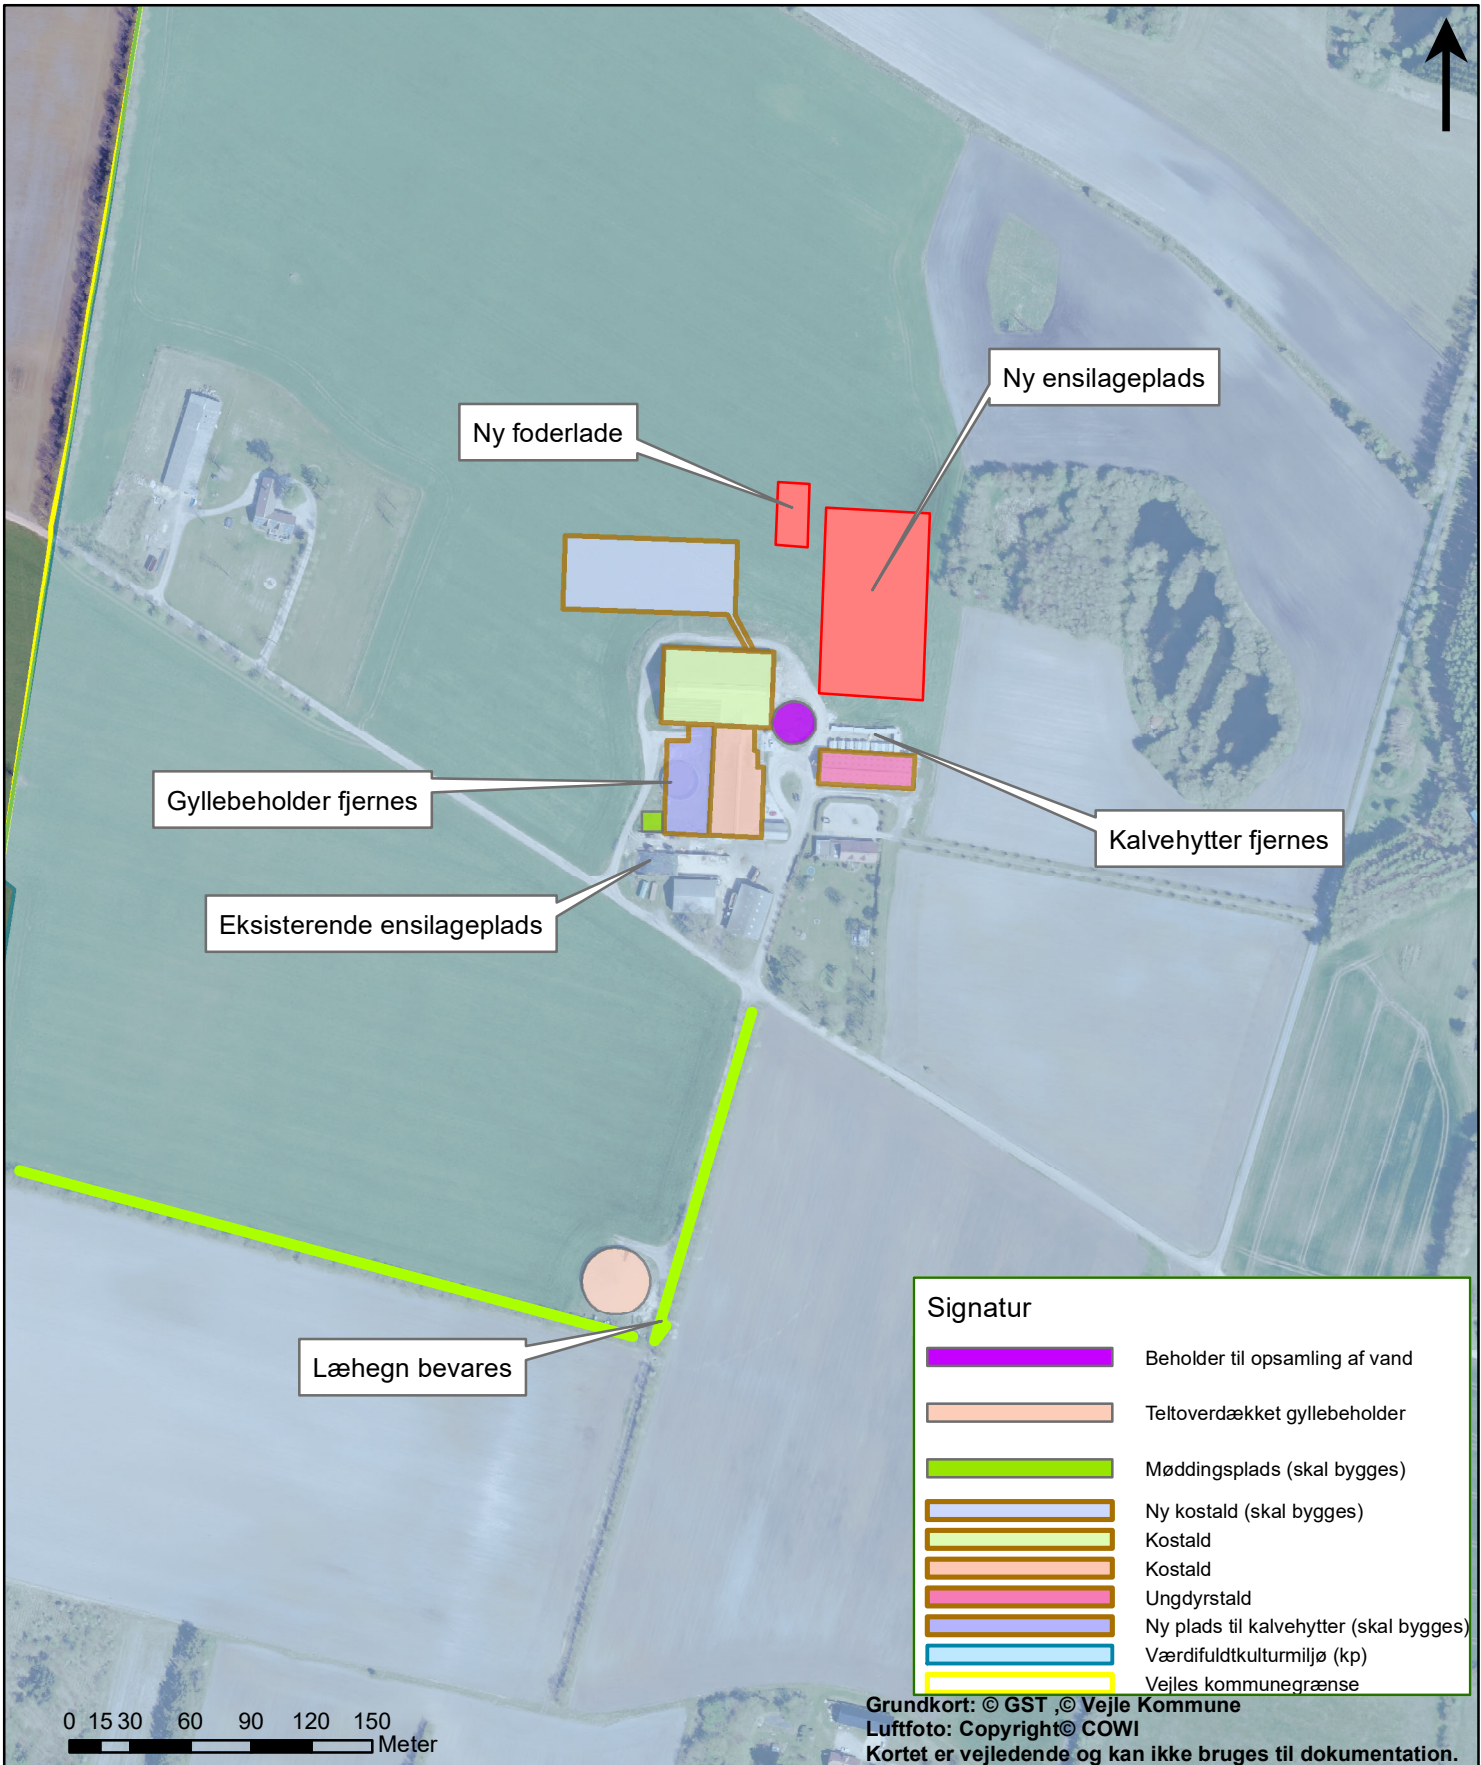 Ny ensilageplads
Ny foderlade
Gyllebeholder fjernes
Kalvehytter fjernes
Eksisterende ensilageplads
Læhegn bevares
Signatur
Beholder til opsamling af vand
Teltoverdækket gyllebeholder
Møddingsplads (skal bygges)
Ny kostald (skal bygges)
Kostald
Kostald
Ungdyrstald
Ny plads til kalvehytter (skal bygges)
Værdifuldtkulturmiljø (kp)
Vejles kommunegrænse
0 15 30 60 90 120 150
Meter
Grundkort: © GST ,© Vejle Kommune
Luftfoto: Copyright© COWI
Kortet er vejledende og kan ikke bruges til dokumentation.